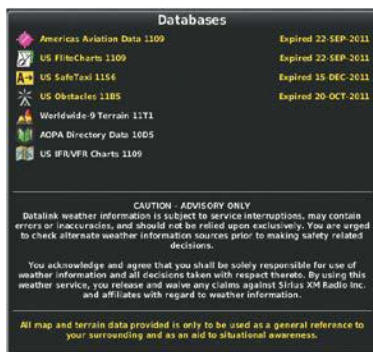 Databases
Americas Aviation Data 1109 Expired 22-SEP-2011
US FliteCharts 1109 Expired 22-SEP-2011
A→ US SafeTaxi 11S6 Expired 15-DEC-2011
US Obstacles 11B5 Expired 20-OCT-2011
Worldwide-9 Terrain 11T1
AOPA Directory Data 10D5
US IFR/VFR Charts 1109
CAUTION - ADVISORY ONLY
Datalink weather information is subject to service interruptions, may contain
errors or inaccuracies, and should not be relied upon exclusively. You are urged
to check alternate weather information sources prior to making safety related
decisions.
You acknowledge and agree that you shall be solely responsible for use of
weather information and all decisions taken with respect thereto. By using this
weather service, you release and waive any claims against Sirius XM Radio Inc.
and affiliates with regard to weather information.
All map and terrain data provided is only to be used as a general reference to
your surrounding and as an aid to situational awareness.